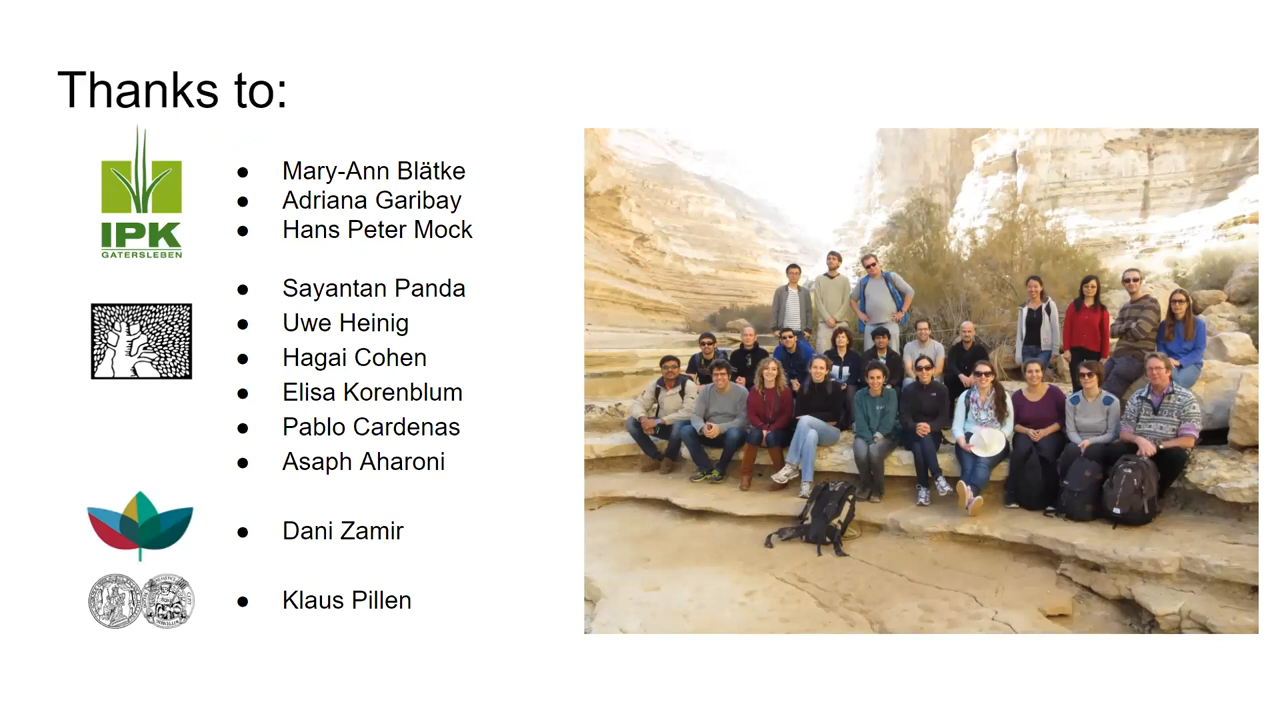 Thanks to:
IPK
GATERSLEBEN
● Mary-Ann Blätke
● Adriana Garibay
● Hans Peter Mock
● Sayantan Panda
● Uwe Heinig
● Hagai Cohen
● Elisa Korenblum
● Pablo Cardenas
● Asaph Aharoni
● Dani Zamir
● Klaus Pillen